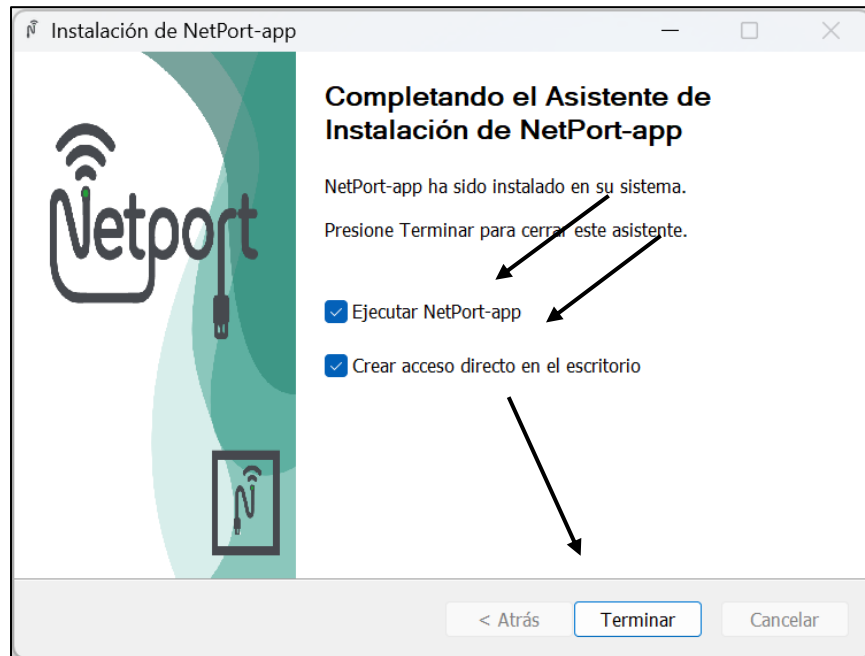 Instalación de NetPort-app
Completando el Asistente de
Instalación de NetPort-app
NetPort-app ha sido instalado en su sistema.
Presione Terminar para cerrar este asistente.
Netport
Ejecutar NetPort-app
Crear acceso directo en el escritorio
N
< Atrás
Terminar
Cancelar